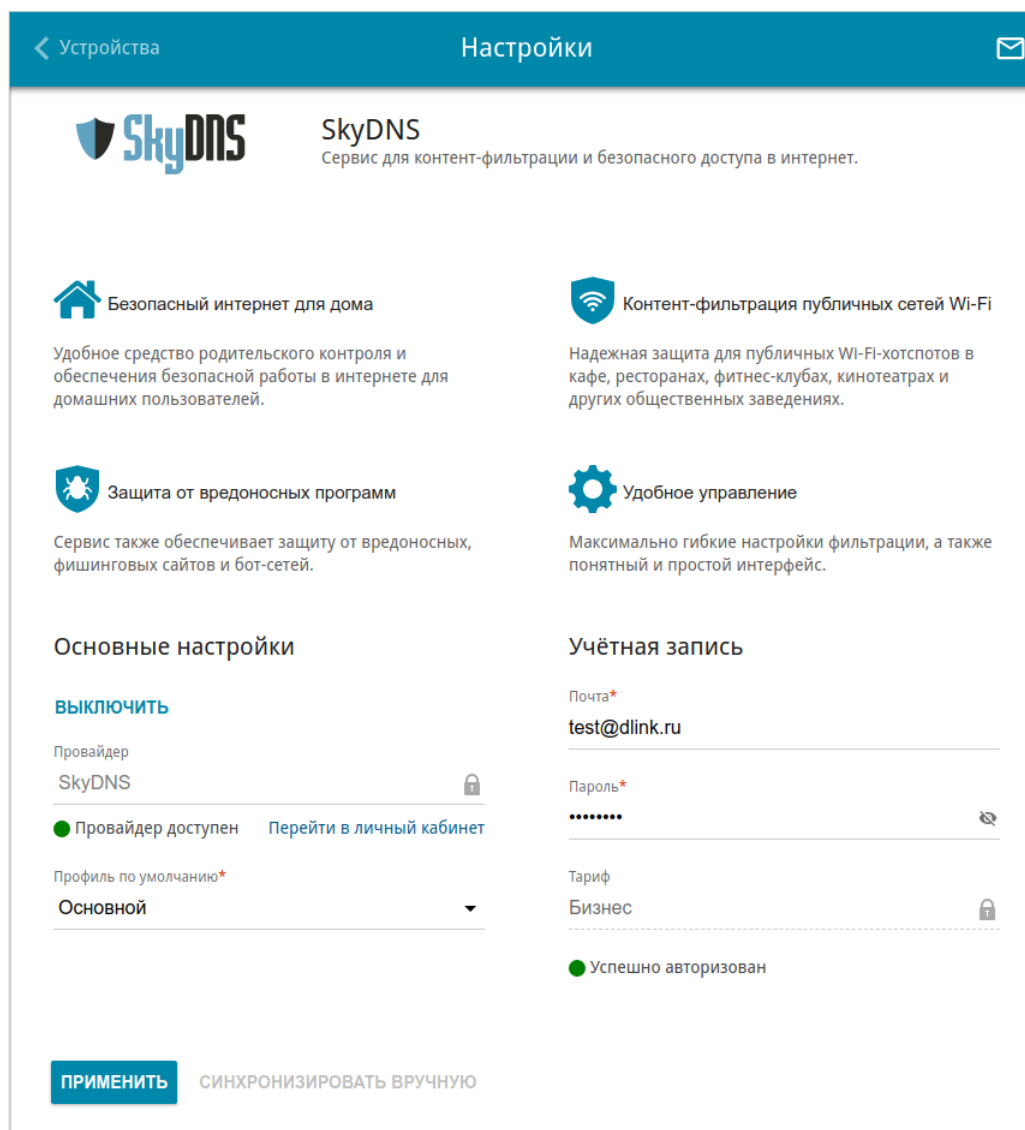 Устройства
Настройки
SkyDNS
SkyDNS
Сервис для контент-фильтрации и безопасного доступа в интернет.
Безопасный интернет для дома
Удобное средство родительского контроля и
обеспечения безопасной работы в интернете для
домашних пользователей.
Контент-фильтрация публичных сетей Wi-Fi
Надежная защита для публичных Wi-Fi-хотспотов в
кафе, ресторанах, фитнес-клубах, кинотеатрах и
других общественных заведениях.
Защита от вредоносных программ
Сервис также обеспечивает защиту от вредоносных,
фишинговых сайтов и бот-сетей.
Удобное управление
Максимально гибкие настройки фильтрации, а также
понятный и простой интерфейс.
Основные настройки
ВЫКЛЮЧИТЬ
Провайдер
SkyDNS
Провайдер доступен
Перейти в личный кабинет
Профиль по умолчанию*
Основной
Учётная запись
Почта*
test@dlink.ru
Пароль*
••••••••
Тариф
Бизнес
Успешно авторизован
ПРИМЕНИТЬ
СИНХРОНИЗИРОВАТЬ ВРУЧНУЮ